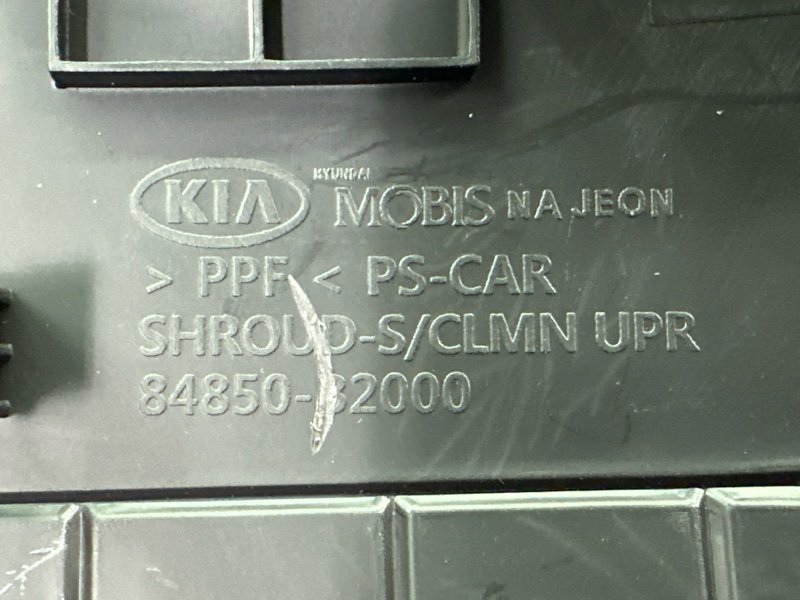 KIA HYUNDAI MOBIS NA JEON
> PPF < PS-CAR
SHROUD-S/CLMN UPR
84850-B2000